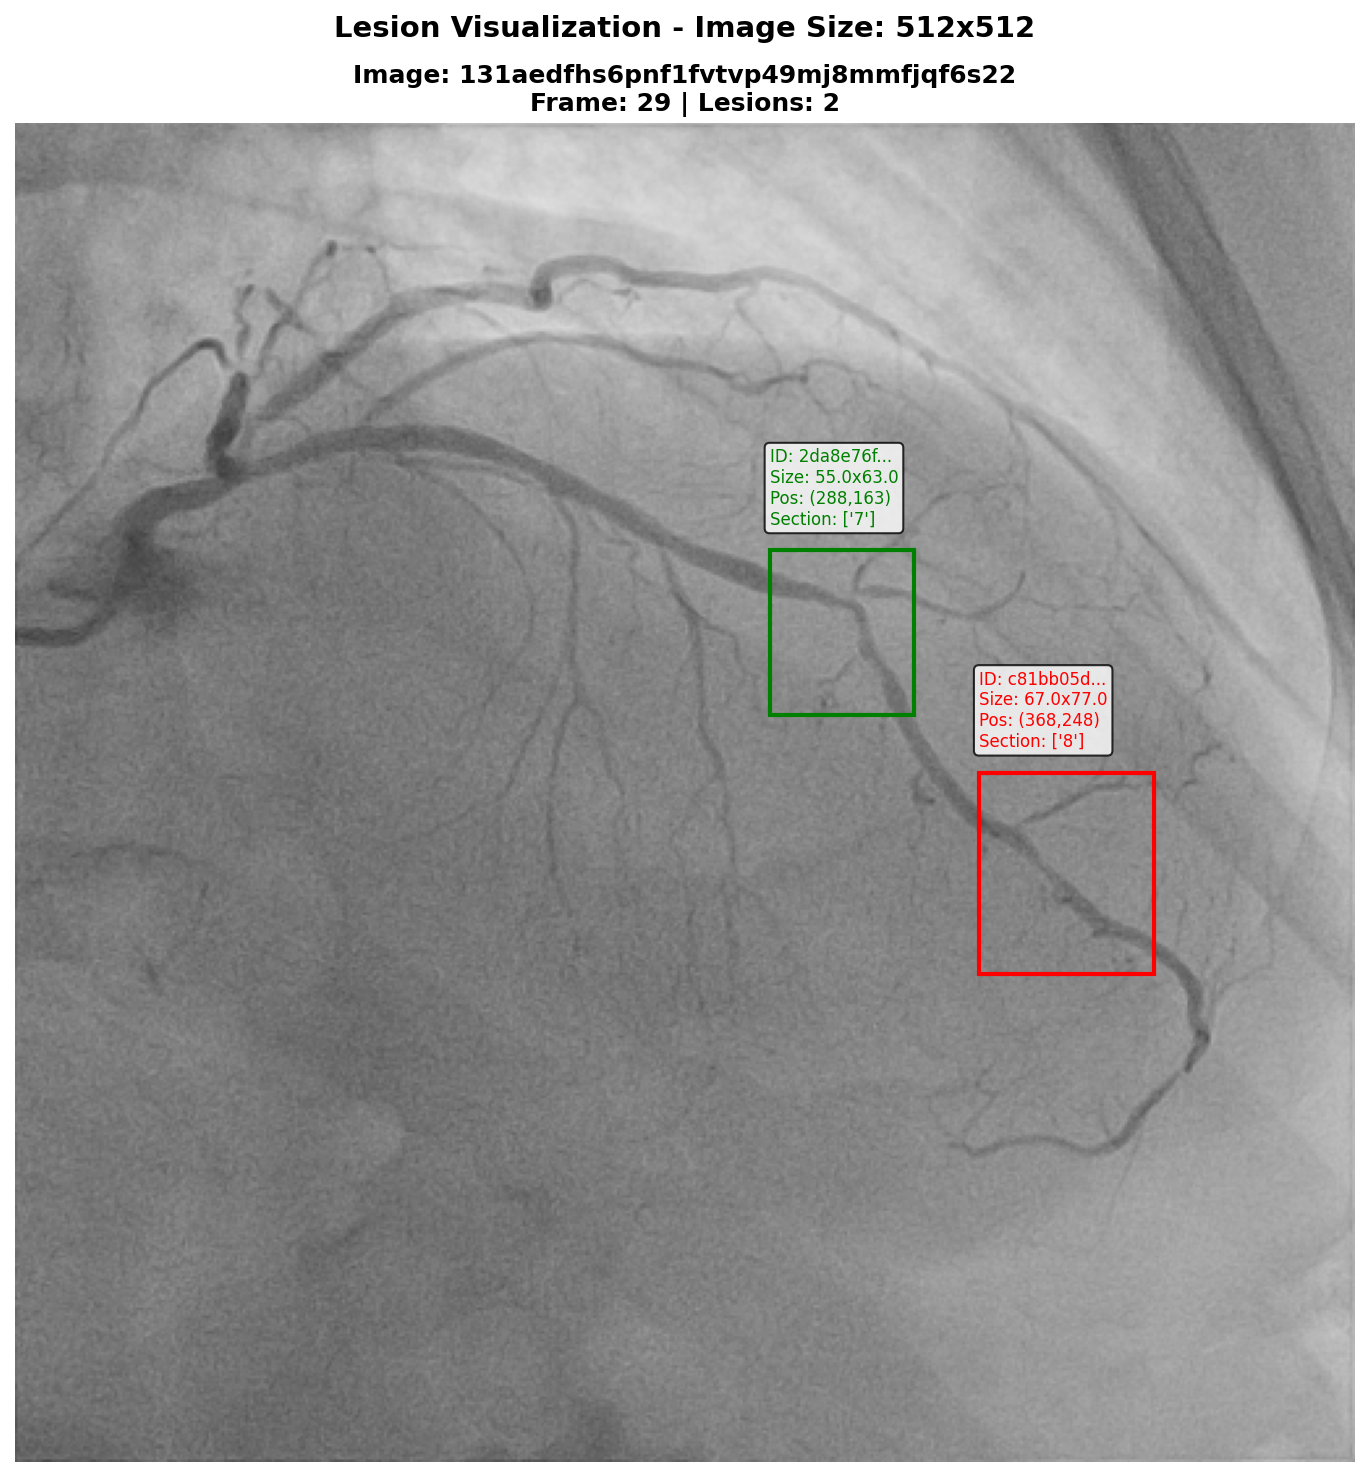 Lesion Visualization - Image Size: 512x512
Image: 131aedfhs6pnf1fvtvp49mj8mmfjqf6s22
Frame: 29 | Lesions: 2
ID: 2da8e76f...
Size: 55.0x63.0
Pos: (288,163)
Section: ['7']
ID: c81bb05d...
Size: 67.0x77.0
Pos: (368,248)
Section: ['8']